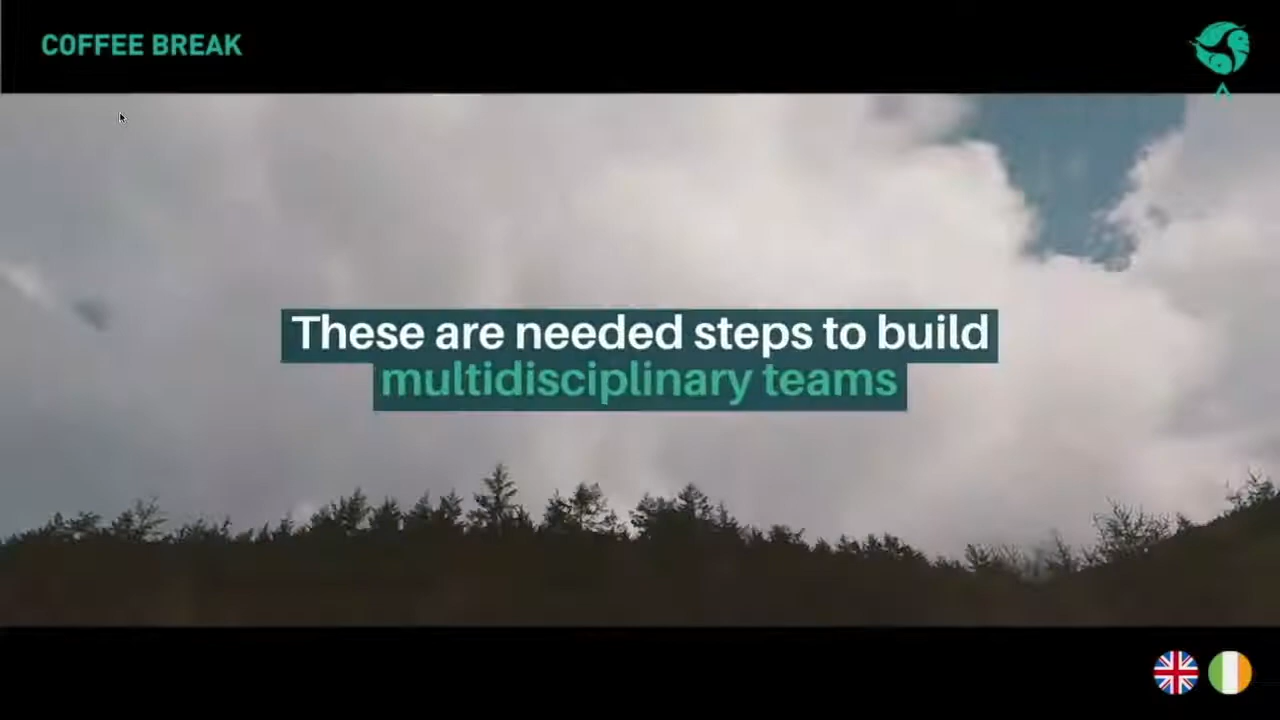 COFFEE BREAK
These are needed steps to build
multidisciplinary teams